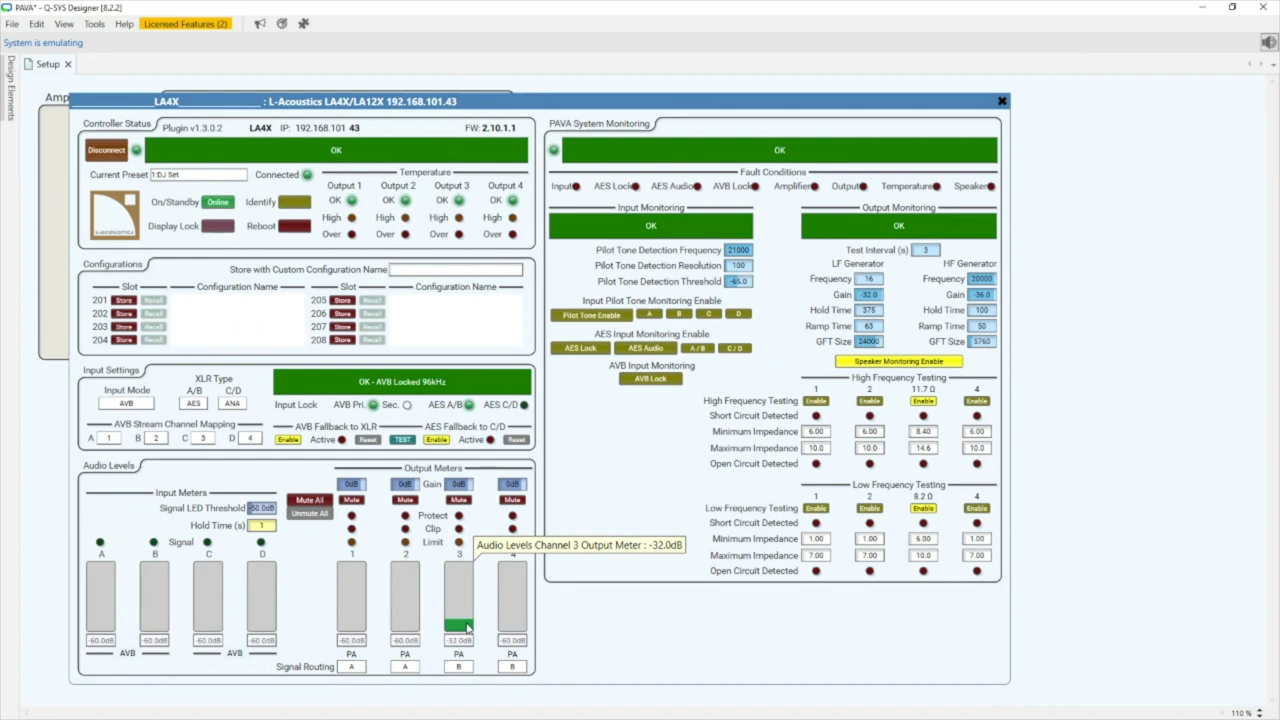 PAVA* - Q-SYS Designer [8.2.2]
File Edit View Tools Help Licensed Features (2)
System is emulating
Setup
Design Elements
Amp
LA4X : L-Acoustics LA4X/LA12X 192.168.101.43
Controller Status Plugin v1.3.0.2 LA4X IP: 192.168.101 43 FW: 2.10.1.1
Disconnect OK
Current Preset 1:DJ Set Connected
Temperature
Output 1 Output 2 Output 3 Output 4
On/Standby Online Identify OK OK OK OK
Display Lock Reboot High High High High
Over Over Over Over
L-ACOUSTICS
Configurations
Store with Custom Configuration Name
Slot Configuration Name Slot Configuration Name
201 Store Recall 205 Store Recall
202 Store Recall 206 Store Recall
203 Store Recall 207 Store Recall
204 Store Recall 208 Store Recall
Input Settings
XLR Type
Input Mode A/B C/D
AVB AES ANA
OK - AVB Locked 96kHz
Input Lock AVB Pri. Sec. AES A/B AES C/D
AVB Stream Channel Mapping
A 1 B 2 C 3 D 4
AVB Fallback to XLR AES Fallback to C/D
Enable Active Reset TEST Enable Active Reset
Audio Levels
Output Meters
0dB 0dB Gain 0dB 0dB
Input Meters
Mute All Mute Mute Mute Mute
Signal LED Threshold -50.0dB Unmute All
Protect
Hold Time (s) 1 Clip
Signal Limit
A B C D 1 2 3 4
Audio Levels Channel 3 Output Meter : -32.0dB
-60.0dB -60.0dB -60.0dB -60.0dB -60.0dB -60.0dB -32.0dB -60.0dB
AVB AVB PA PA PA PA
Signal Routing A A B B
PAVA System Monitoring
OK
Fault Conditions
Input AES Lock AES Audio AVB Lock Amplifier Output Temperature Speaker
Input Monitoring
OK
Pilot Tone Detection Frequency 21000
Pilot Tone Detection Resolution 100
Pilot Tone Detection Threshold -65.0
Input Pilot Tone Monitoring Enable
Pilot Tone Enable A B C D
AES Input Monitoring Enable
AES Lock AES Audio A / B C / D
AVB Input Monitoring
AVB Lock
Output Monitoring
OK
Test Interval (s) 3
LF Generator HF Generator
Frequency 16 Frequency 20000
Gain -32.0 Gain -36.0
Hold Time 375 Hold Time 100
Ramp Time 63 Ramp Time 50
GFT Size 24000 GFT Size 5760
Speaker Monitoring Enable
High Frequency Testing
1 2 11.7 Ω 4
High Frequency Testing Enable Enable Enable Enable
Short Circuit Detected
Minimum Impedance 6.00 6.00 8.40 6.00
Maximum Impedance 10.0 10.0 14.6 10.0
Open Circuit Detected
Low Frequency Testing
1 2 8.2 Ω 4
Low Frequency Testing Enable Enable Enable Enable
Short Circuit Detected
Minimum Impedance 1.00 1.00 6.00 1.00
Maximum Impedance 7.00 7.00 10.0 7.00
Open Circuit Detected
110 %